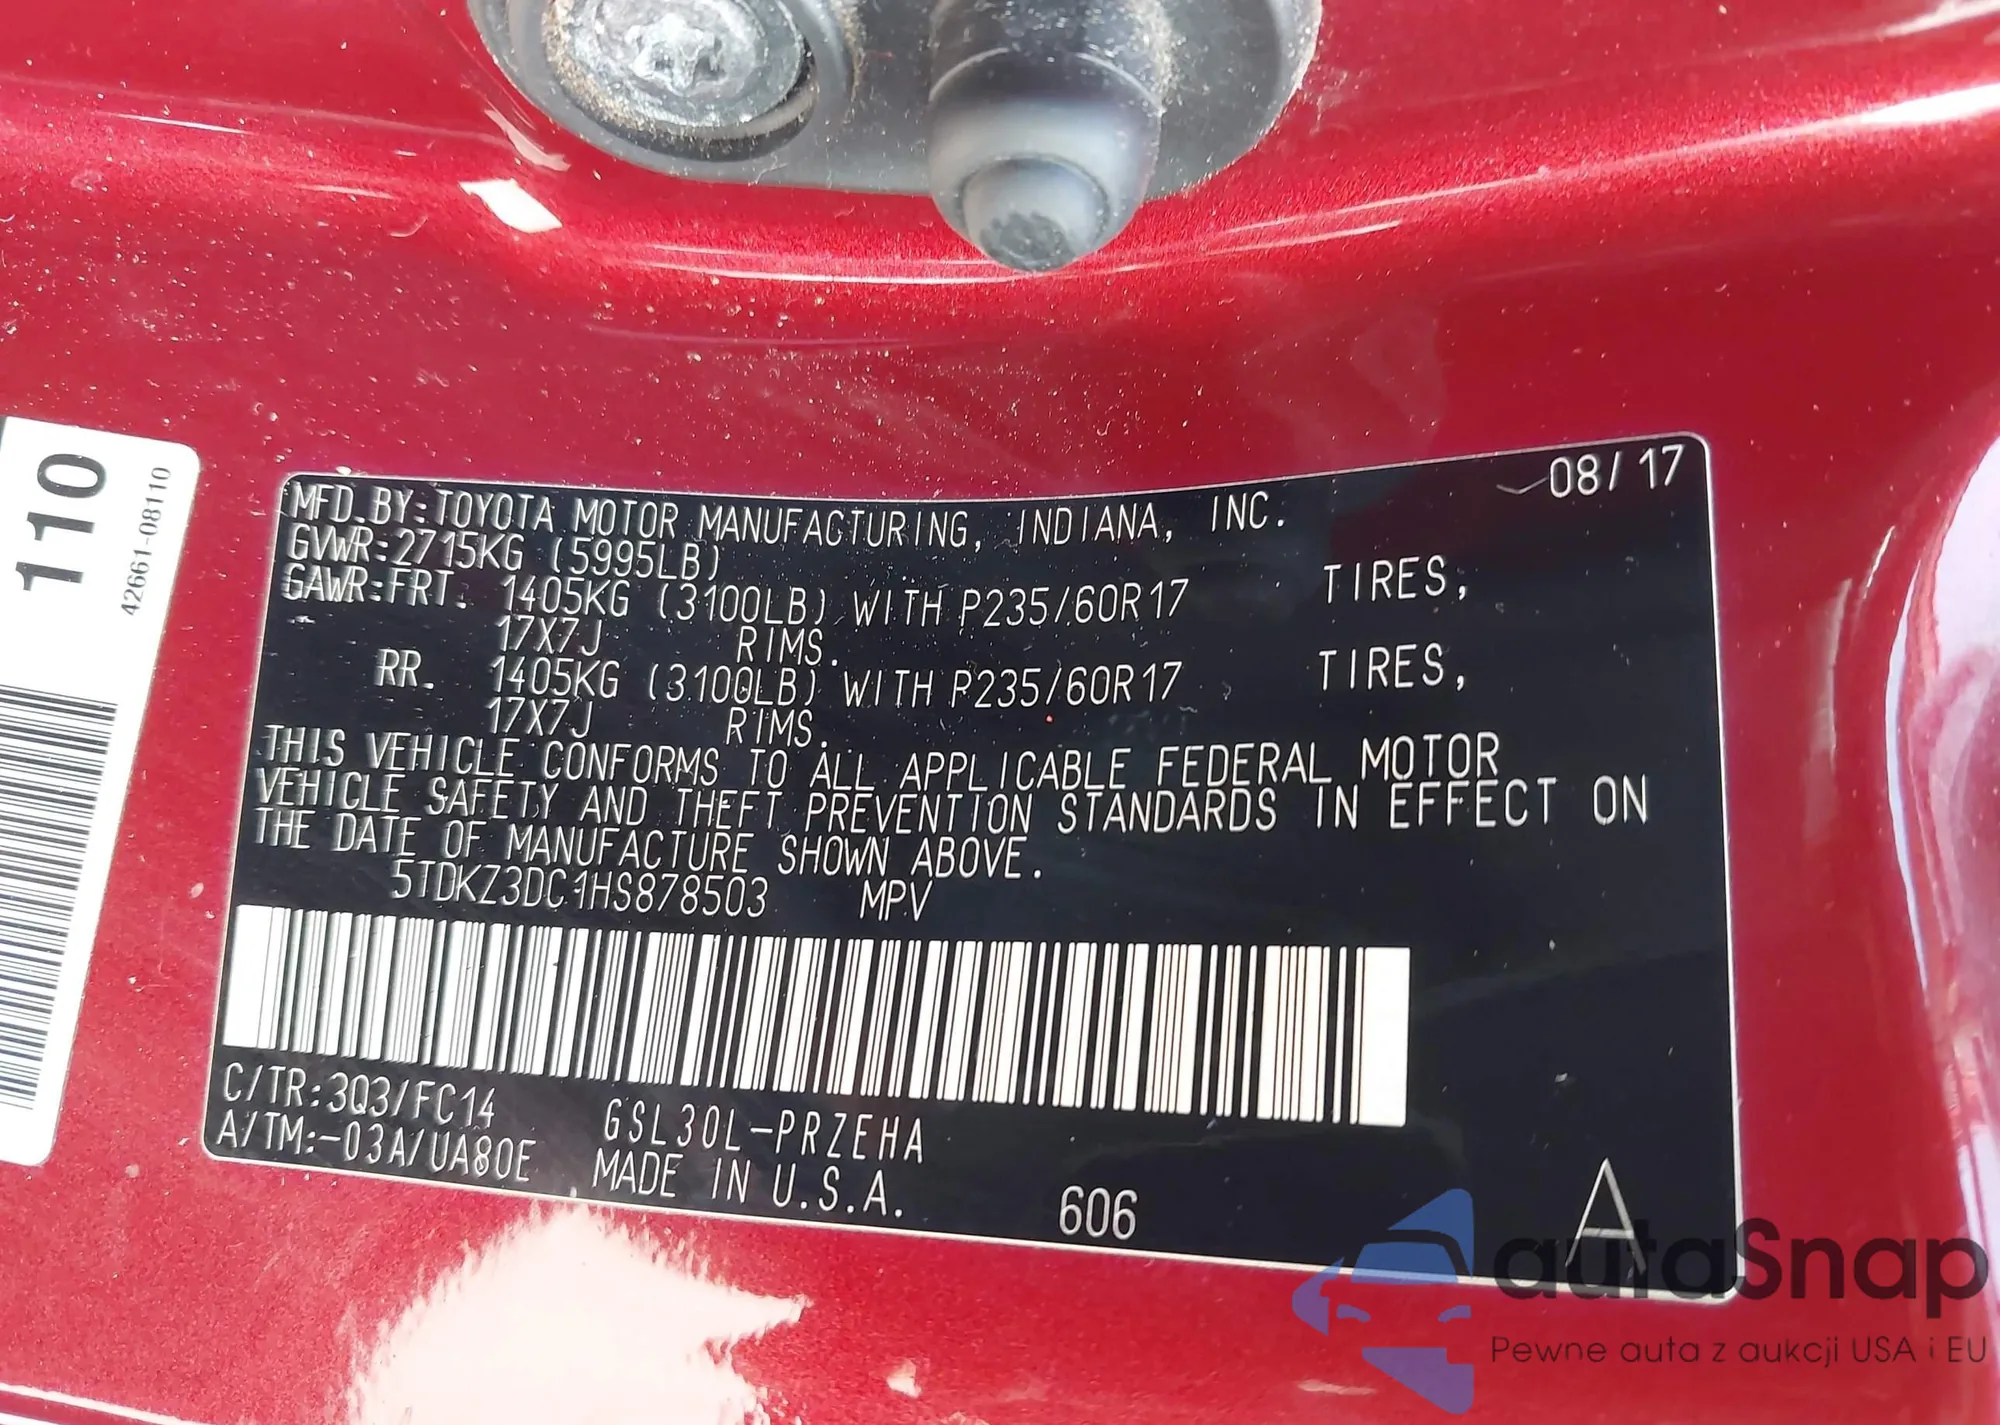 110
42661-08110
08/17
MFD.BY:TOYOTA MOTOR MANUFACTURING, INDIANA, INC.
GVWR:2715KG (5995LB)
GAWR:FRT. 1405KG (3100LB) WITH P235/60R17 TIRES,
17X7J RIMS.
RR. 1405KG (3100LB) WITH P235/60R17 TIRES,
17X7J RIMS.
THIS VEHICLE CONFORMS TO ALL APPLICABLE FEDERAL MOTOR
VEHICLE SAFETY AND THEFT PREVENTION STANDARDS IN EFFECT ON
THE DATE OF MANUFACTURE SHOWN ABOVE.
5TDKZ3DC1HS878503 MPV
C/TR:3Q3/FC14 GSL30L-PRZEHA
A/TM:-03A/UA80E MADE IN U.S.A. 606 A
autaSnap
Pewne auta z aukcji USA i EU